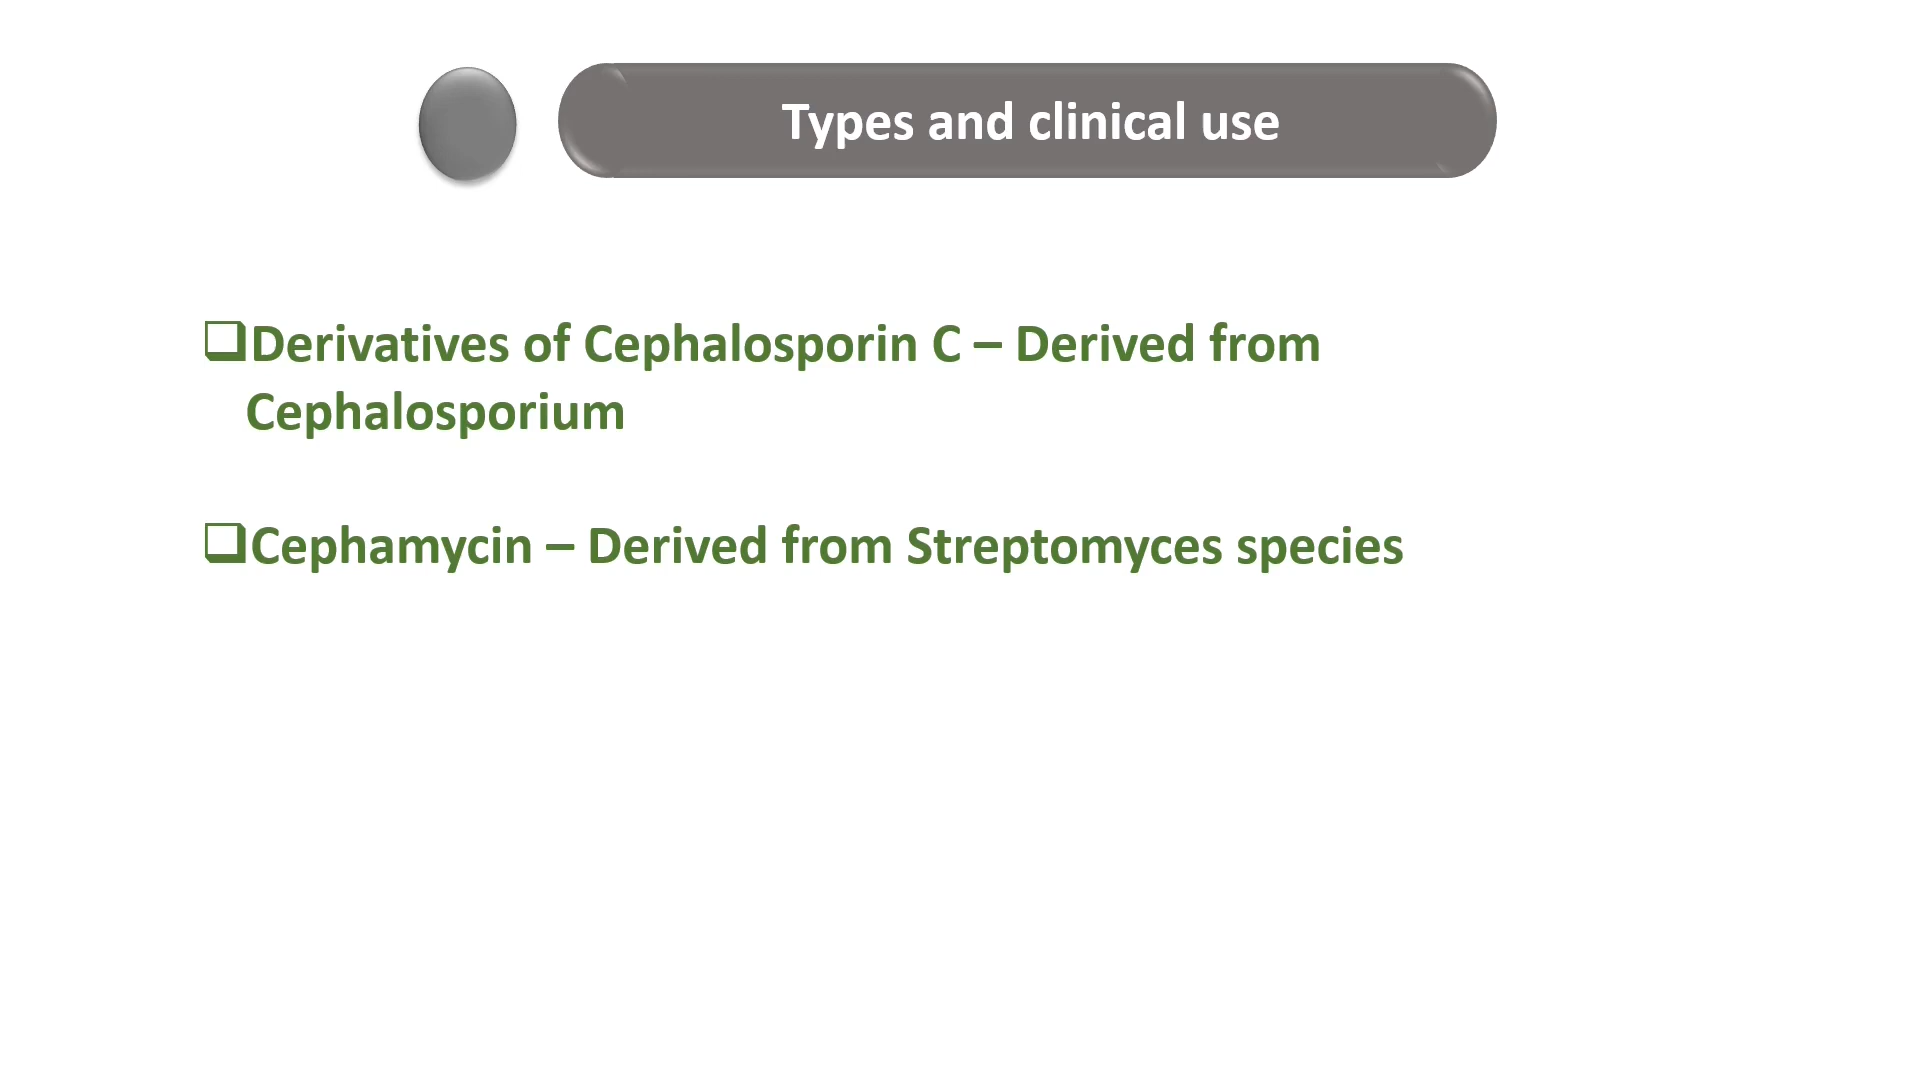 Types and clinical use
❑Derivatives of Cephalosporin C – Derived from
Cephalosporium
❑Cephamycin – Derived from Streptomyces species